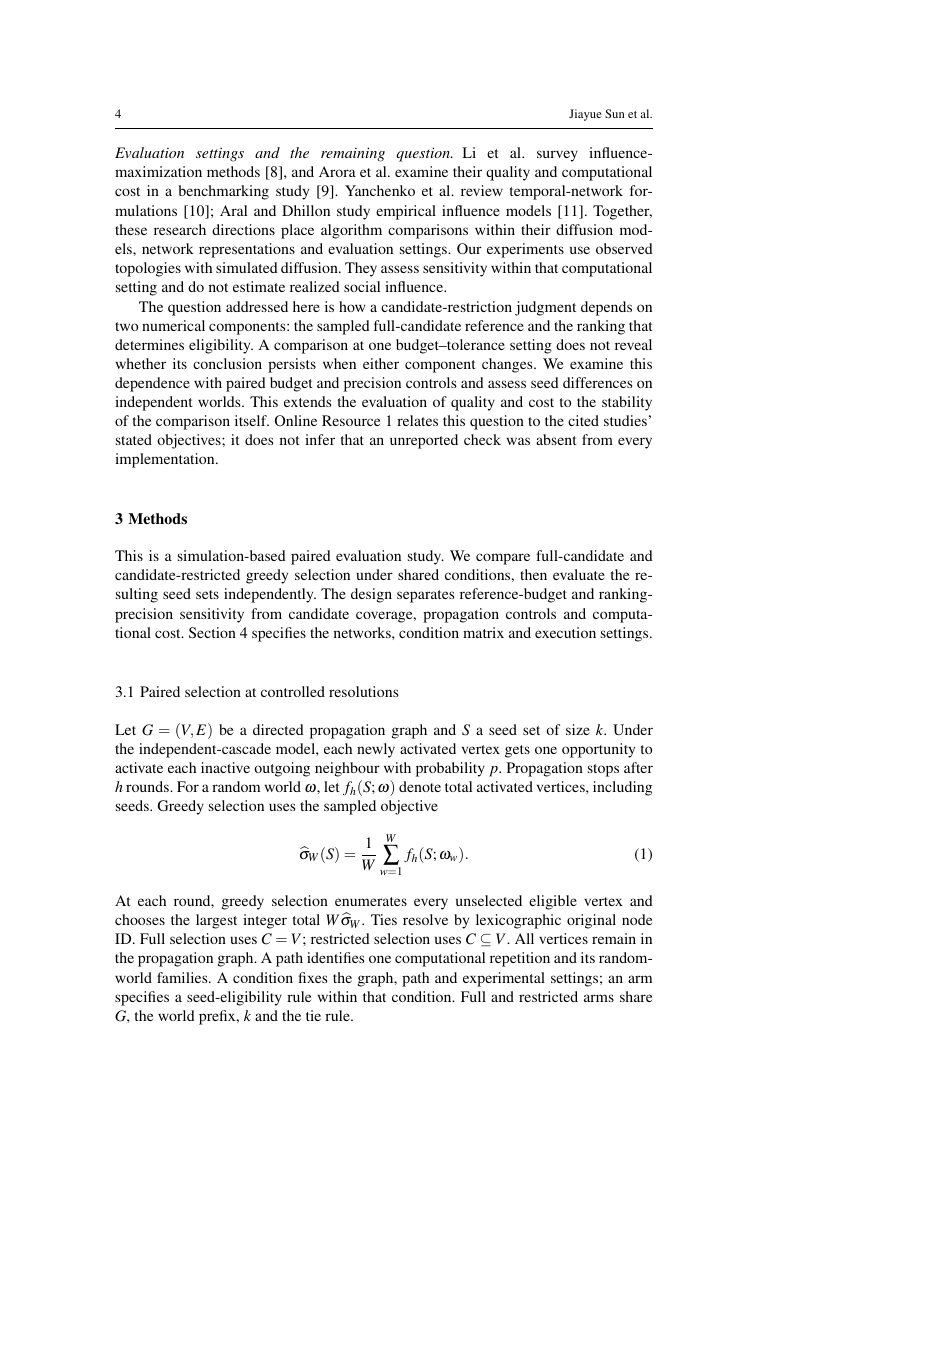 4 Jiayue Sun et al.
Evaluation settings and the remaining question. Li et al. survey influence-
maximization methods [8], and Arora et al. examine their quality and computational
cost in a benchmarking study [9]. Yanchenko et al. review temporal-network for-
mulations [10]; Aral and Dhillon study empirical influence models [11]. Together,
these research directions place algorithm comparisons within their diffusion mod-
els, network representations and evaluation settings. Our experiments use observed
topologies with simulated diffusion. They assess sensitivity within that computational
setting and do not estimate realized social influence.
The question addressed here is how a candidate-restriction judgment depends on
two numerical components: the sampled full-candidate reference and the ranking that
determines eligibility. A comparison at one budget–tolerance setting does not reveal
whether its conclusion persists when either component changes. We examine this
dependence with paired budget and precision controls and assess seed differences on
independent worlds. This extends the evaluation of quality and cost to the stability
of the comparison itself. Online Resource 1 relates this question to the cited studies’
stated objectives; it does not infer that an unreported check was absent from every
implementation.
3 Methods
This is a simulation-based paired evaluation study. We compare full-candidate and
candidate-restricted greedy selection under shared conditions, then evaluate the re-
sulting seed sets independently. The design separates reference-budget and ranking-
precision sensitivity from candidate coverage, propagation controls and computa-
tional cost. Section 4 specifies the networks, condition matrix and execution settings.
3.1 Paired selection at controlled resolutions
Let G = (V,E) be a directed propagation graph and S a seed set of size k. Under
the independent-cascade model, each newly activated vertex gets one opportunity to
activate each inactive outgoing neighbour with probability p. Propagation stops after
h rounds. For a random world ω, let f_h(S;ω) denote total activated vertices, including
seeds. Greedy selection uses the sampled objective
σ̂_W(S) = 1/W ∑_{w=1}^{W} f_h(S;ω_w). (1)
At each round, greedy selection enumerates every unselected eligible vertex and
chooses the largest integer total Wσ̂_W. Ties resolve by lexicographic original node
ID. Full selection uses C = V; restricted selection uses C ⊆ V. All vertices remain in
the propagation graph. A path identifies one computational repetition and its random-
world families. A condition fixes the graph, path and experimental settings; an arm
specifies a seed-eligibility rule within that condition. Full and restricted arms share
G, the world prefix, k and the tie rule.